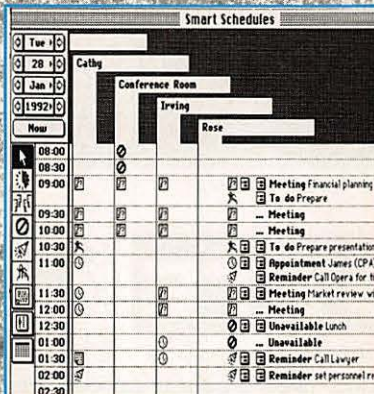 Smart Schedules
Tue
28
Cathy
Jan
Conference Room
1992
Irving
Now
Rose
08:00
08:30
09:00 Meeting Financial planning
To do Prepare
09:30 ... Meeting
10:00 ... Meeting
10:30 To do Prepare presentation
11:00 Appointment James (CPA)
Reminder Call Opera for
11:30 Meeting Market review
12:00 ... Meeting
12:30 Unavailable Lunch
01:00 ... Unavailable
01:30 Reminder Call Lawyer
02:00 Reminder set personnel
02:30